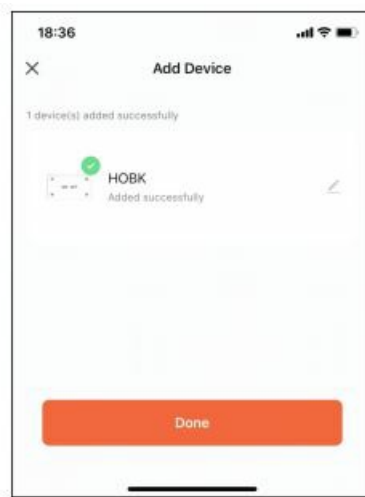 18:36
Add Device
1 device(s) added successfully
HOBK
Added successfully
Done